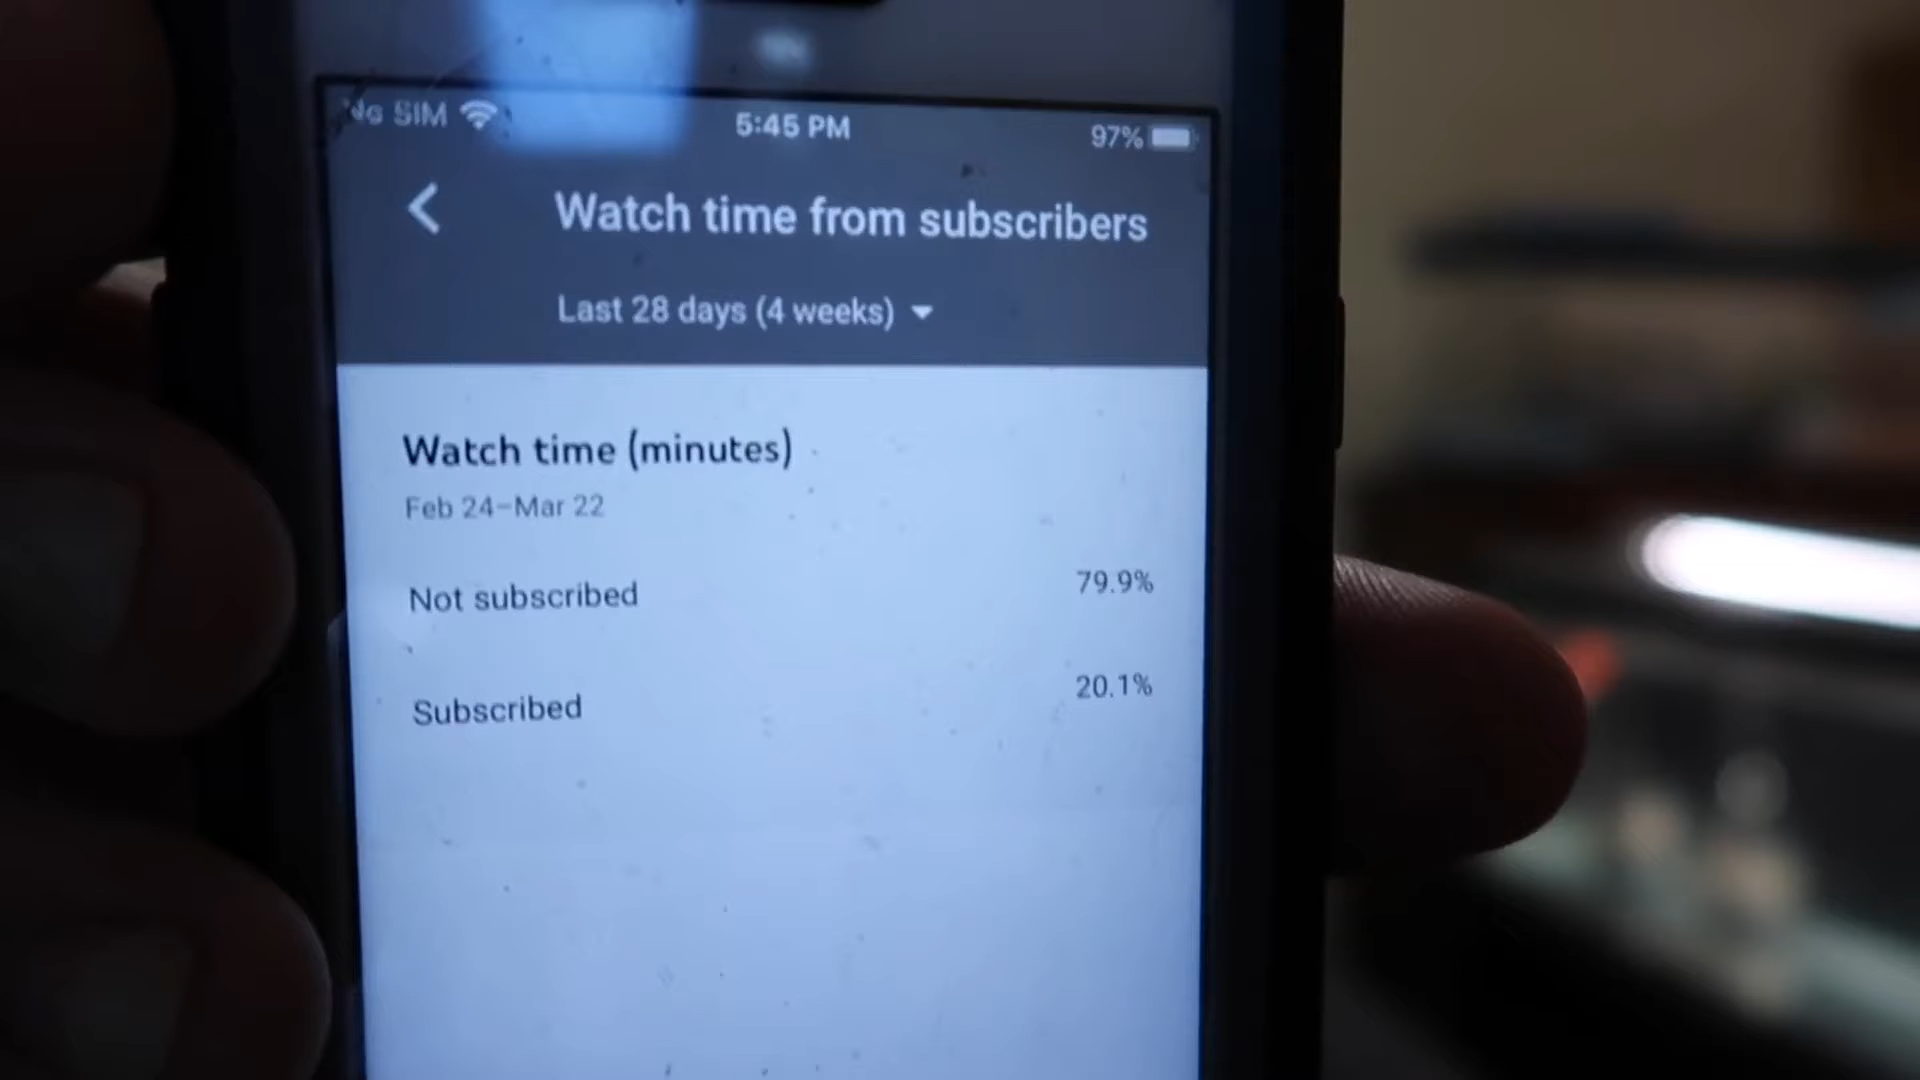 No SIM 5:45 PM 97%
Watch time from subscribers
Last 28 days (4 weeks)
Watch time (minutes)
Feb 24–Mar 22
Not subscribed 79.9%
Subscribed 20.1%